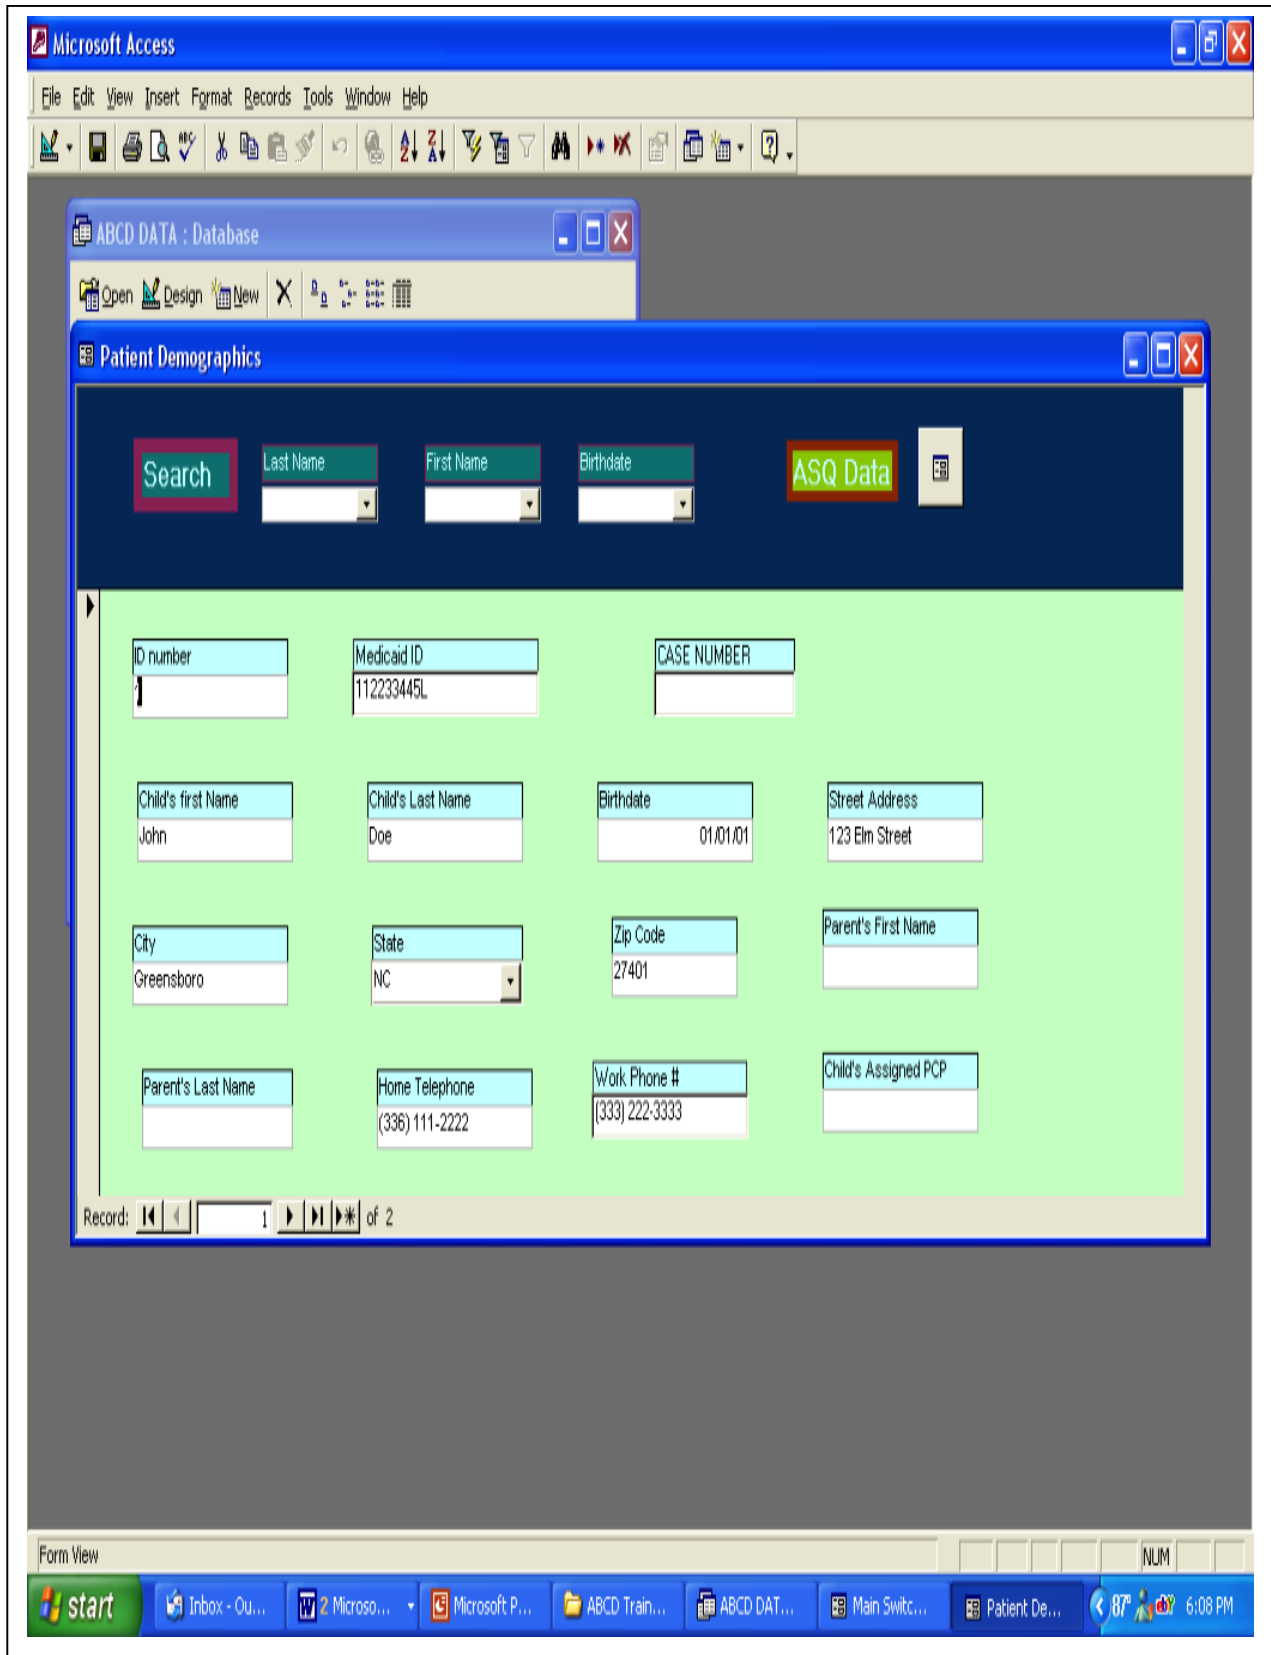 Microsoft Access
File Edit View Insert Format Records Tools Window Help
ABCD DATA : Database
Open Design New
Patient Demographics
Search
Last Name
First Name
Birthdate
ASQ Data
ID number
Medicaid ID
112233445L
CASE NUMBER
Child's first Name
John
Child's Last Name
Doe
Birthdate
01/01/01
Street Address
123 Elm Street
City
Greensboro
State
NC
Zip Code
27401
Parent's First Name
Parent's Last Name
Home Telephone
(336) 111-2222
Work Phone #
(333) 222-3333
Child's Assigned PCP
Record: 1 of 2
Form View
NUM
start
Inbox - Ou...
2 Microso...
Microsoft P...
ABCD Train...
ABCD DAT...
Main Switc...
Patient De...
87°
6:08 PM